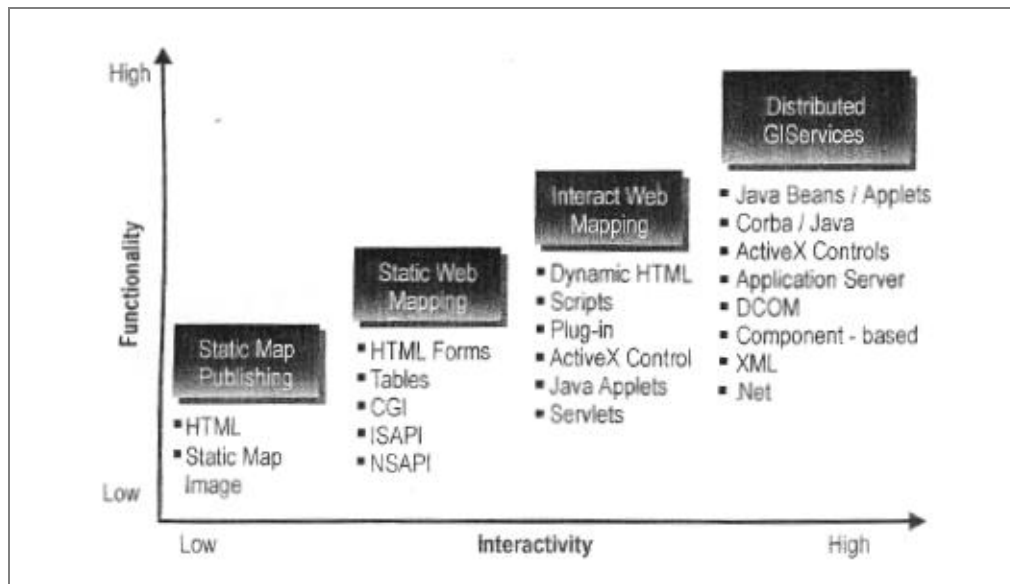 High
Functionality
Low
Static Map
Publishing
▪ HTML
▪ Static Map
Image
Static Web
Mapping
▪ HTML Forms
▪ Tables
▪ CGI
▪ ISAPI
▪ NSAPI
Interact Web
Mapping
▪ Dynamic HTML
▪ Scripts
▪ Plug-in
▪ ActiveX Control
▪ Java Applets
▪ Servlets
Distributed
GIServices
▪ Java Beans / Applets
▪ Corba / Java
▪ ActiveX Controls
▪ Application Server
▪ DCOM
▪ Component - based
▪ XML
▪ .Net
Low
Interactivity
High